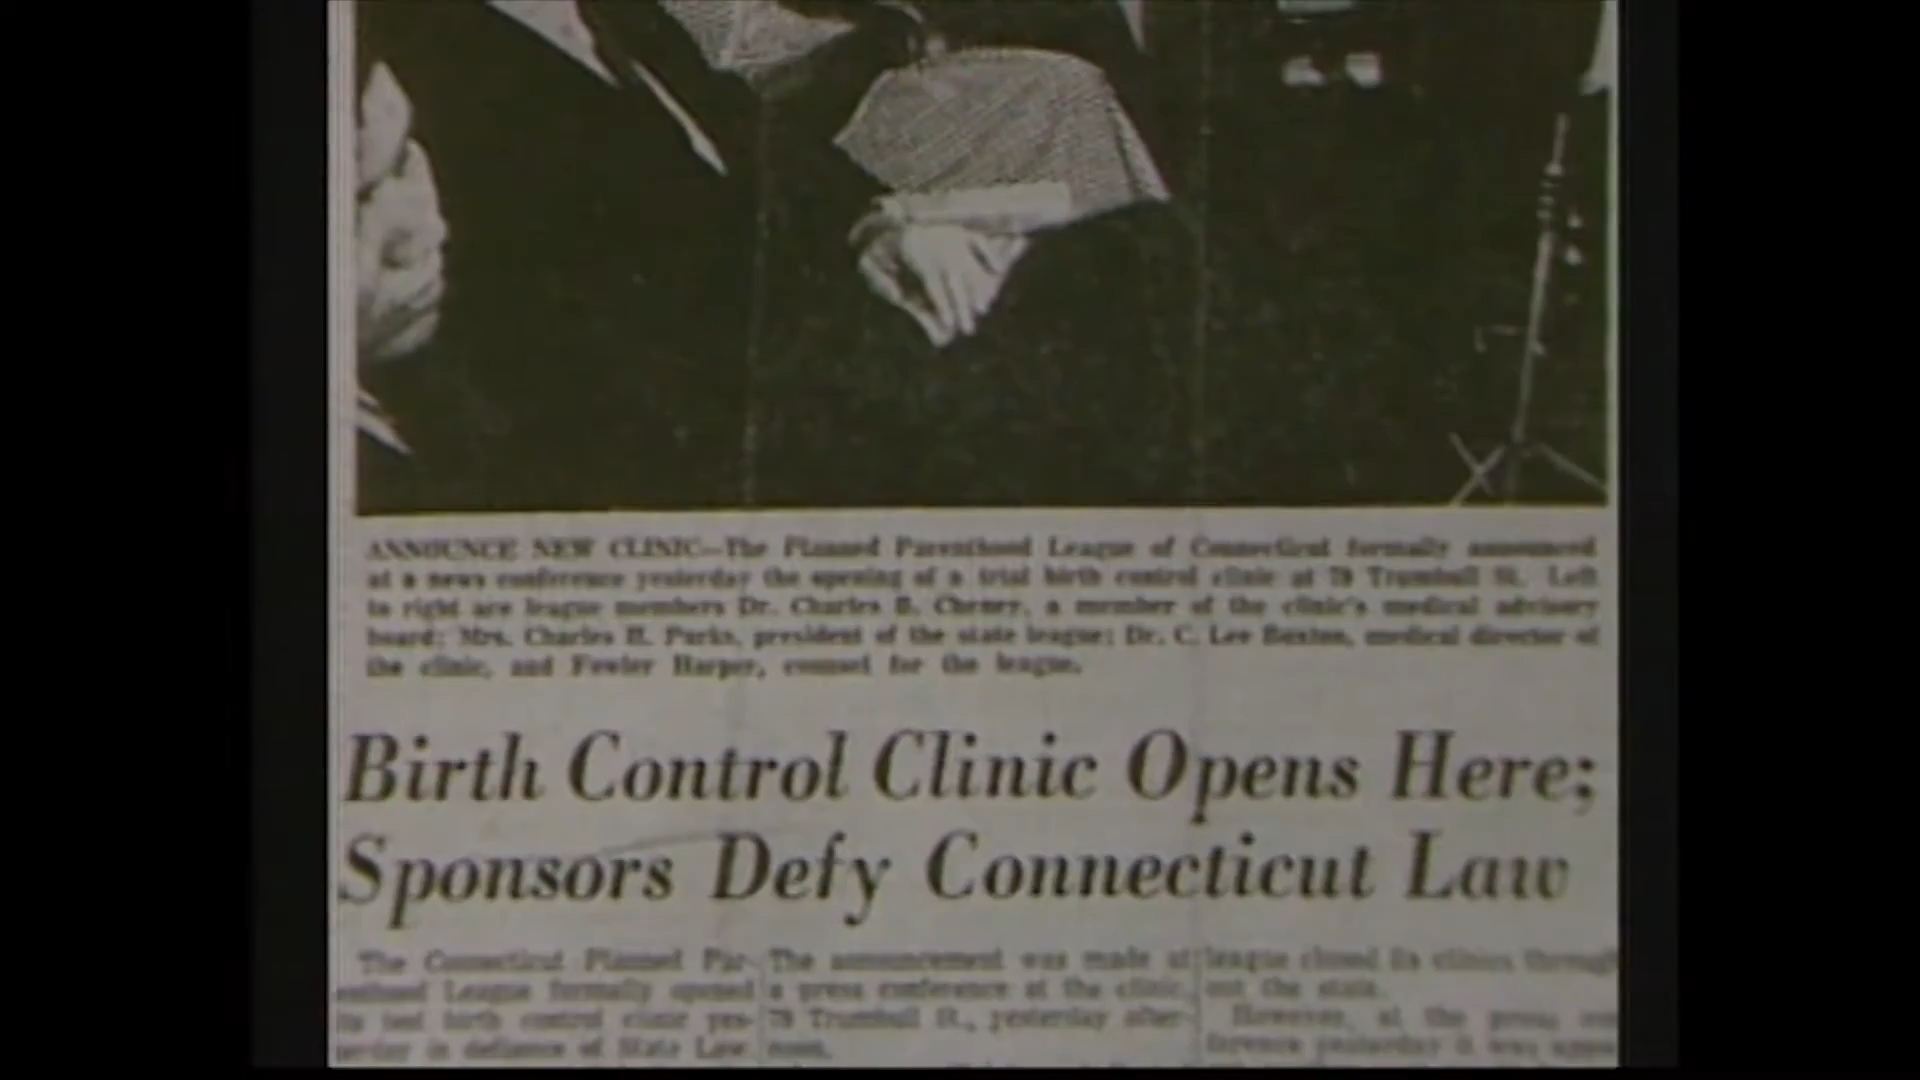 ANNOUNCE NEW CLINIC—The Planned Parenthood League of Connecticut formally announced
at a news conference yesterday the opening of a trial birth control clinic at 79 Trumbull St. Left
to right are league members Dr. Charles B. Cheney, a member of the clinic's medical advisory
board; Mrs. Charles H. Parks, president of the state league; Dr. C. Lee Buxton, medical director of
the clinic, and Fowler Harper, counsel for the league.
Birth Control Clinic Opens Here;
Sponsors Defy Connecticut Law
The Connecticut Planned Par-
enthood League formally opened
its test birth control clinic yes-
terday in defiance of State Law
The announcement was made at
a press conference at the clinic,
79 Trumbull St., yesterday after-
noon.
league closed its clinics through
out the state.
However, at the press con
ference yesterday it was